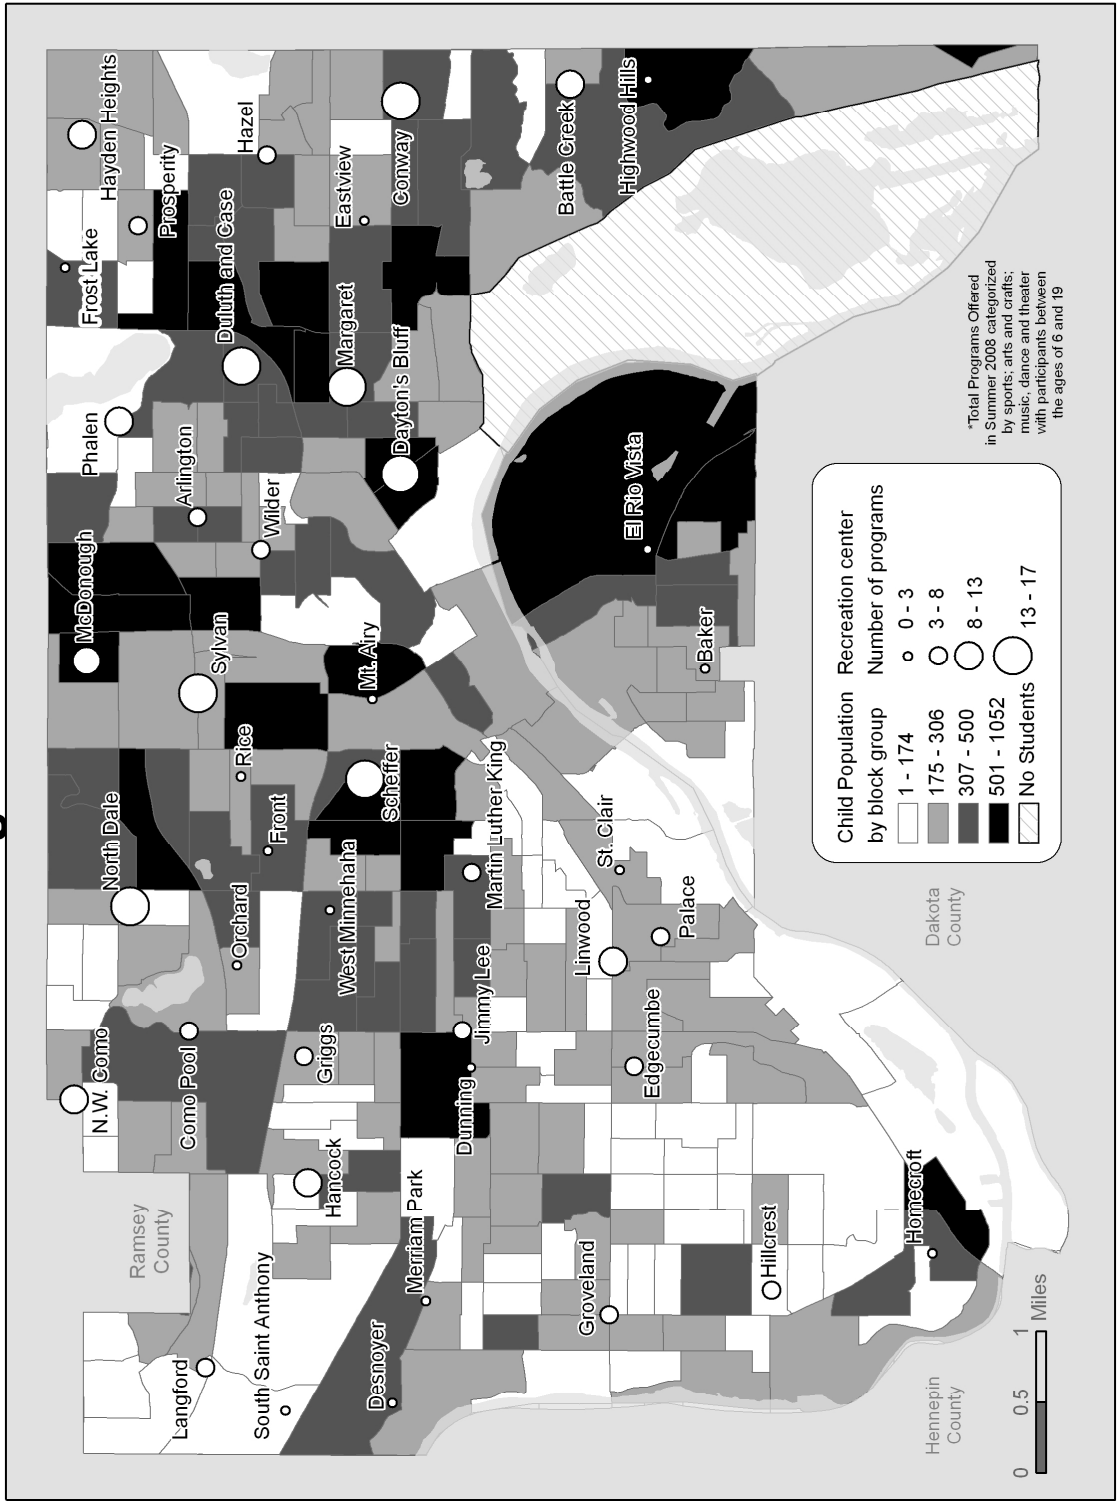 Hayden Heights
Frost Lake
Prosperity
Hazel
Phalen
Duluth and Case
Eastview
Conway
Battle Creek
Highwood Hills
McDonough
Arlington
Wilder
Margaret
Dayton's Bluff
El Rio Vista
Sylvan
Mt. Airy
Baker
North Dale
Rice
Front
Scheffer
Martin Luther King
St. Clair
Orchard
West Minnehaha
Jimmy Lee
Linwood
Palace
N.W. Como
Como Pool
Griggs
Dunning
Edgecumbe
Hancock
Merriam Park
Groveland
Hillcrest
Homecroft
Langford
South Saint Anthony
Desnoyer
Ramsey
County
Hennepin
County
Dakota
County
Child Population
by block group
1 - 174
175 - 306
307 - 500
501 - 1052
No Students
Recreation center
Number of programs
0 - 3
3 - 8
8 - 13
13 - 17
*Total Programs Offered
in Summer 2008 categorized
by sports; arts and crafts;
music, dance and theater
with participants between
the ages of 6 and 19
0 0.5 1
Miles